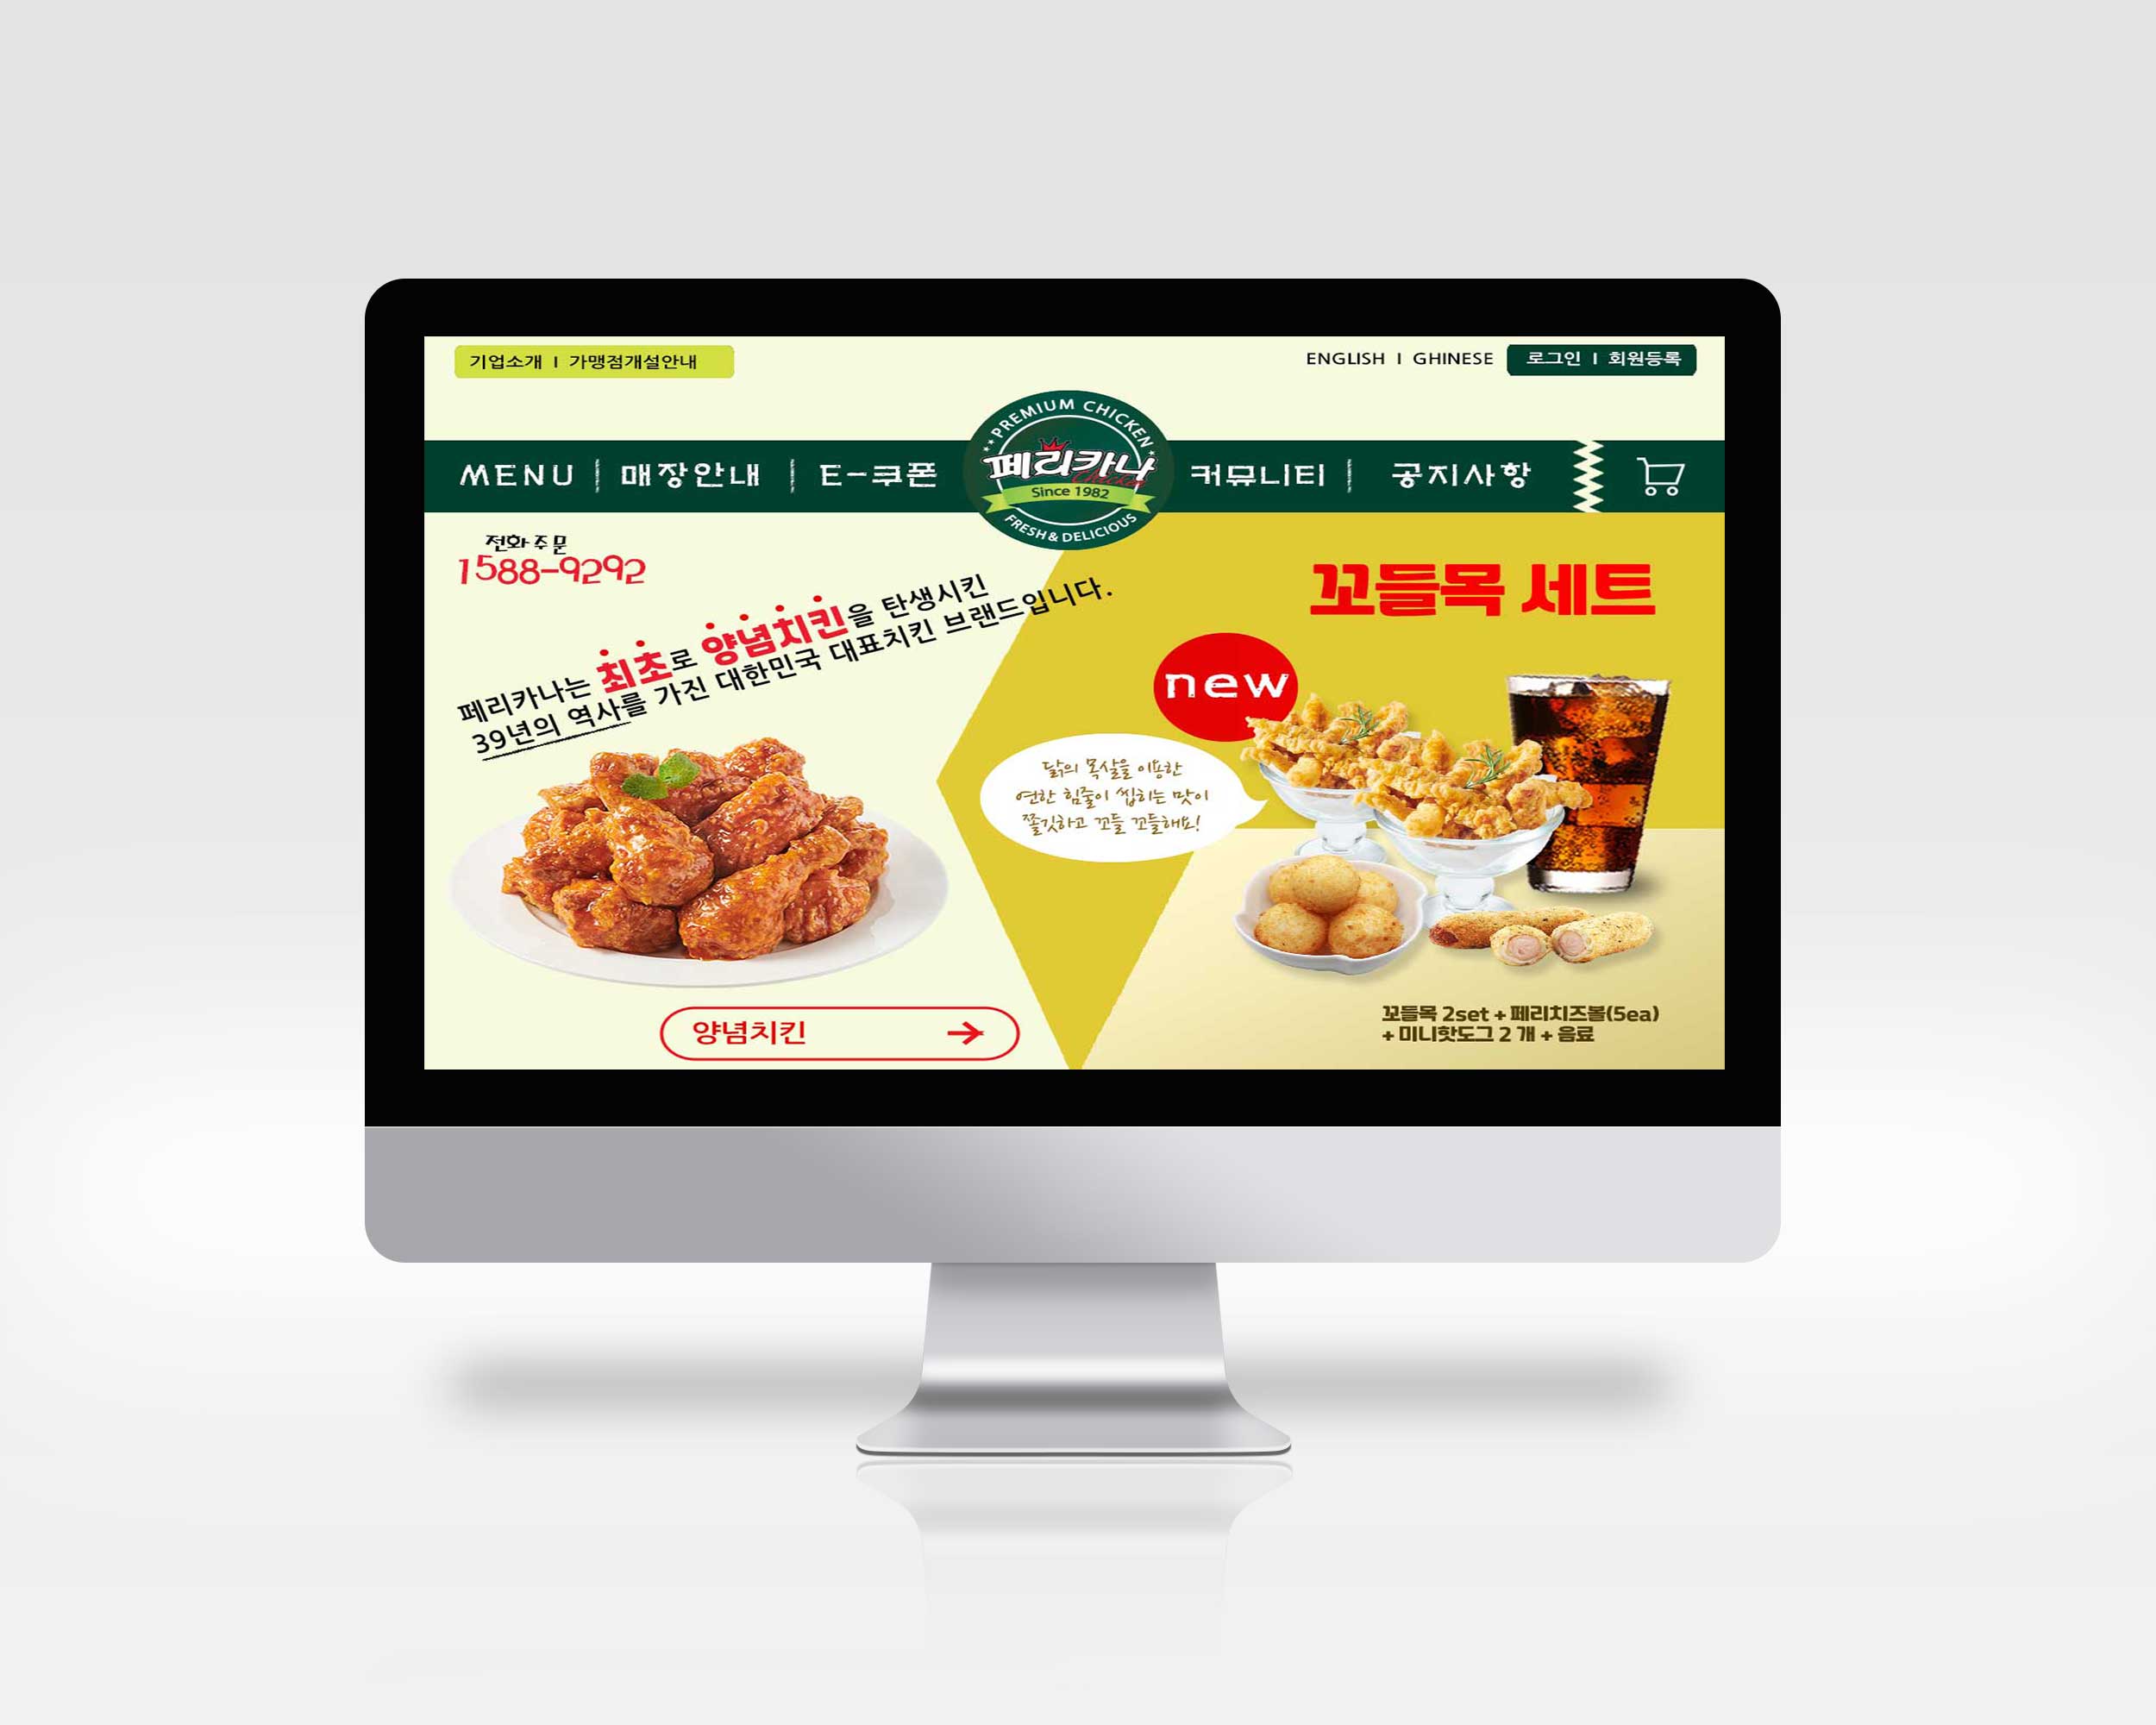 기업소개 I 가맹점개설안내
ENGLISH I GHINESE
로그인 I 회원등록
MENU | 매장안내 | E-쿠폰
PREMIUM CHICKEN
페리카나
Chicken
Since 1982
FRESH & DELICIOUS
커뮤니티 | 공지사항
전화주문
1588-9292
페리카나는 최초로 양념치킨을 탄생시킨
39년의 역사를 가진 대한민국 대표치킨 브랜드입니다.
양념치킨 →
꼬들목 세트
new
닭의 목살을 이용한
연한 힘줄이 씹히는 맛이
쫄깃하고 꼬들 꼬들해요!
꼬들목 2set + 페리치즈볼(5ea)
+ 미니핫도그 2 개 + 음료